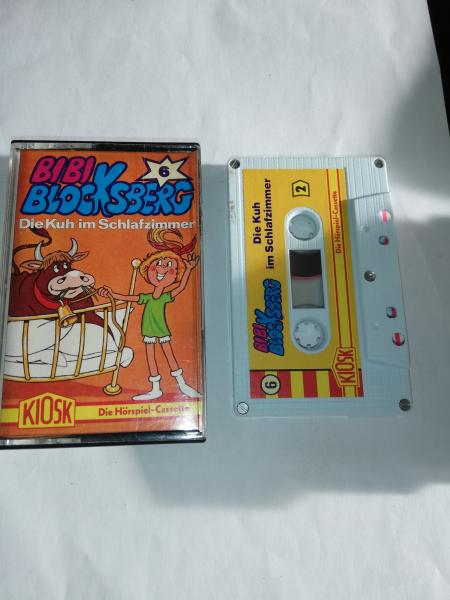 BIBI
6
BLOCKSBERG
Die Kuh im Schlafzimmer
KIOSK
Die Hörspiel-Cassette
Die Kuh
im Schlafzimmer
2
Die Hörspiel-Cassette
BIBI
BLOCKSBERG
6
KIOSK